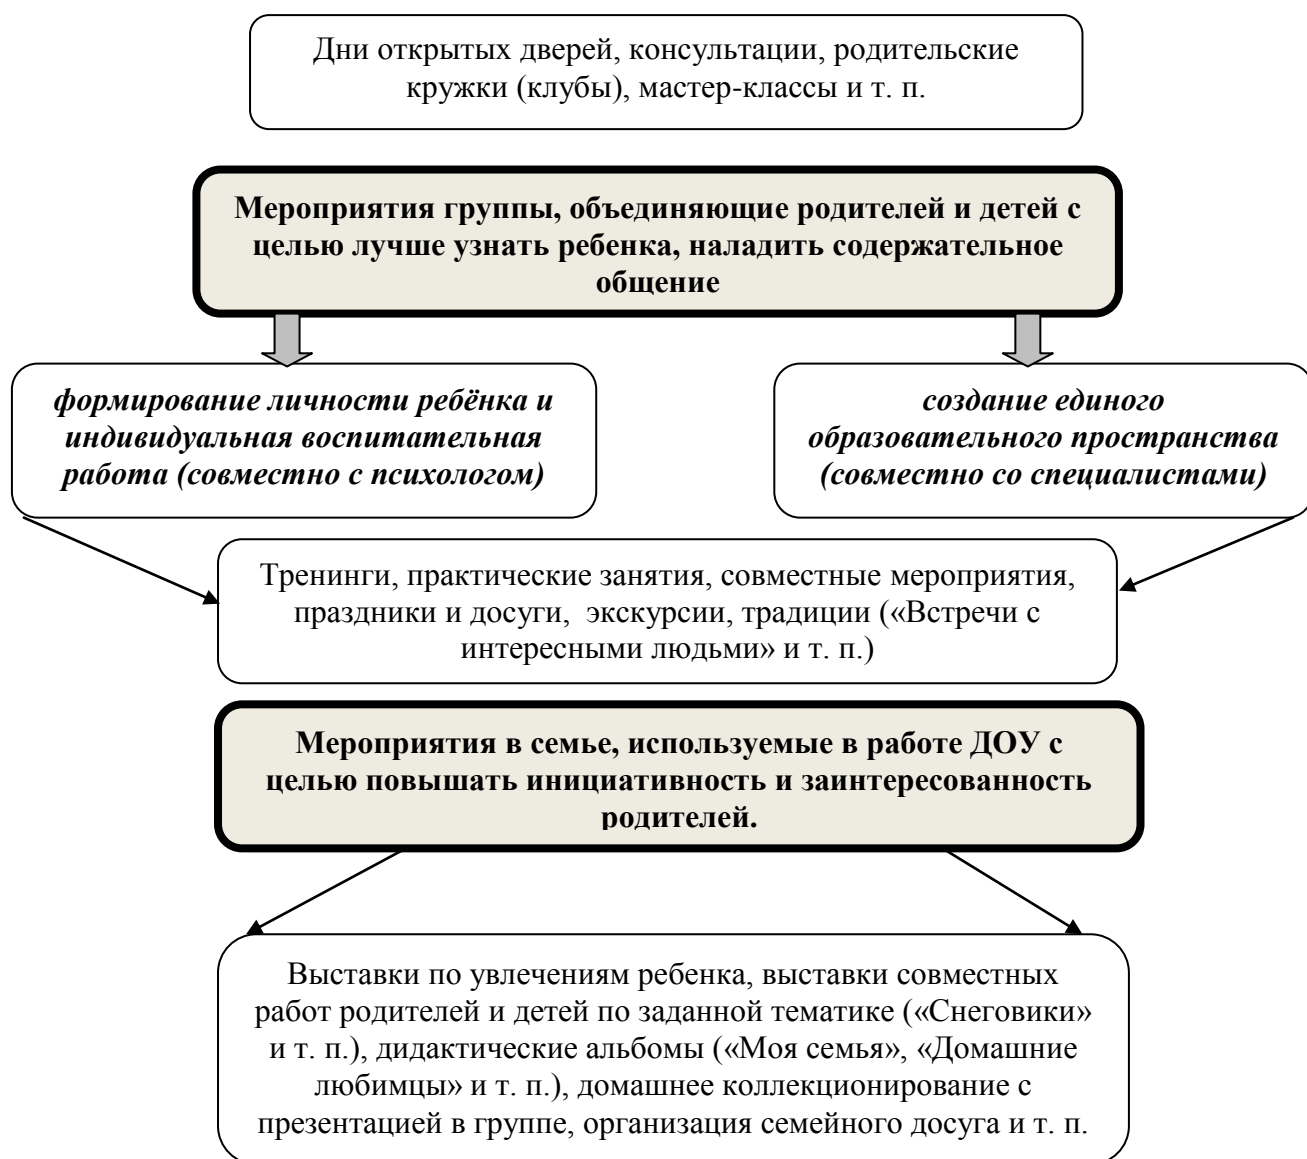 Дни открытых дверей, консультации, родительские
кружки (клубы), мастер-классы и т. п.
Мероприятия группы, объединяющие родителей и детей с
целью лучше узнать ребенка, наладить содержательное
общение
формирование личности ребёнка и
индивидуальная воспитательная
работа (совместно с психологом)
создание единого
образовательного пространства
(совместно со специалистами)
Тренинги, практические занятия, совместные мероприятия,
праздники и досуги, экскурсии, традиции («Встречи с
интересными людьми» и т. п.)
Мероприятия в семье, используемые в работе ДОУ с
целью повышать инициативность и заинтересованность
родителей.
Выставки по увлечениям ребенка, выставки совместных
работ родителей и детей по заданной тематике («Снеговики»
и т. п.), дидактические альбомы («Моя семья», «Домашние
любимцы» и т. п.), домашнее коллекционирование с
презентацией в группе, организация семейного досуга и т. п.